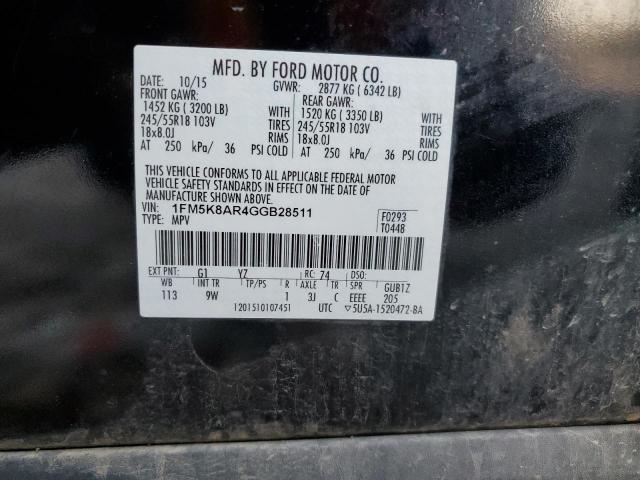 MFD. BY FORD MOTOR CO.
DATE: 10/15 GVWR: 2877 KG ( 6342 LB)
FRONT GAWR: REAR GAWR:
1452 KG ( 3200 LB) WITH 1520 KG ( 3350 LB) WITH
245/55R18 103V TIRES 245/55R18 103V TIRES
18x8.0J RIMS 18x8.0J RIMS
AT 250 kPa/ 36 PSI COLD AT 250 kPa/ 36 PSI COLD
THIS VEHICLE CONFORMS TO ALL APPLICABLE FEDERAL MOTOR
VEHICLE SAFETY STANDARDS IN EFFECT ON THE DATE OF
MANUFACTURE SHOWN ABOVE.
VIN: 1FM5K8AR4GGB28511 F0293
TYPE: MPV T0448
EXT PNT: G1 YZ RC: 74 DSO:
WB INT TR TP/PS R AXLE TR SPR GUB1Z
113 9W 1 3J C EEEE 205
1201510107451 UTC ▽5U5A-1520472-BA